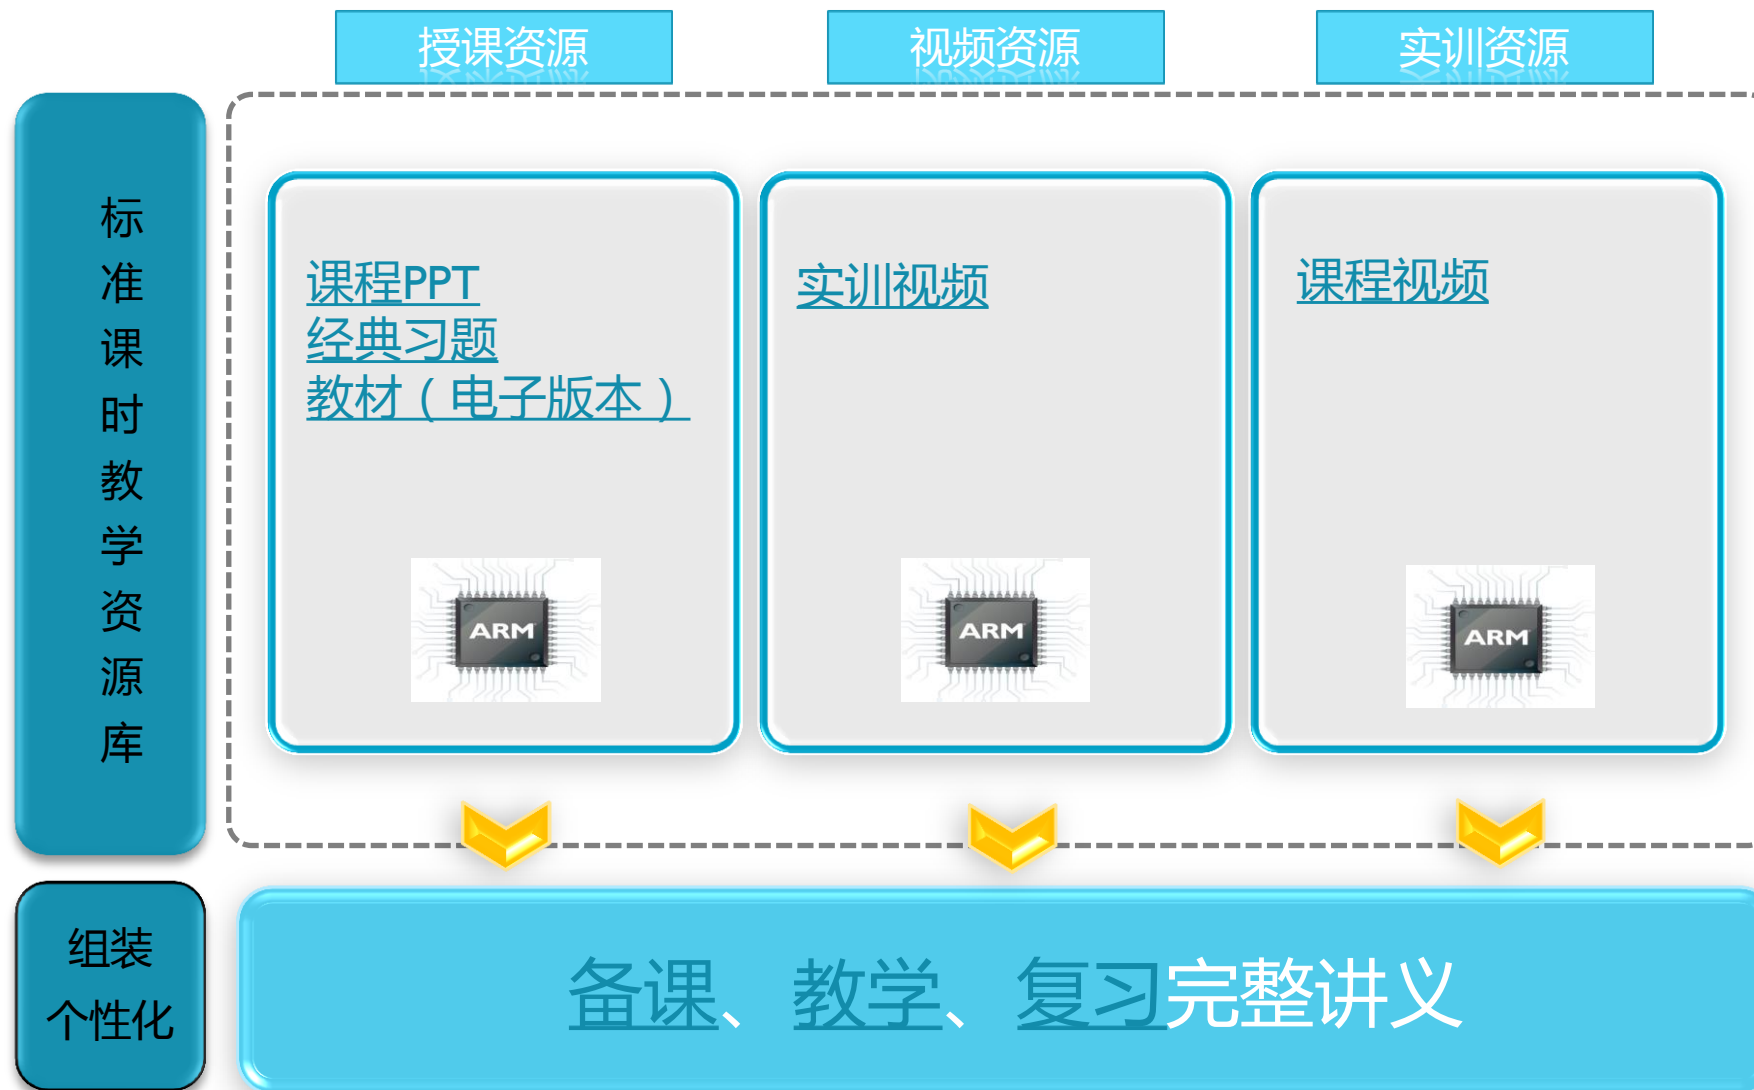 授课资源
视频资源
实训资源
标准课时教学资源库
课程PPT
经典习题
教材（电子版本）
实训视频
课程视频
ARM
ARM
ARM
组装
个性化
备课、教学、复习完整讲义